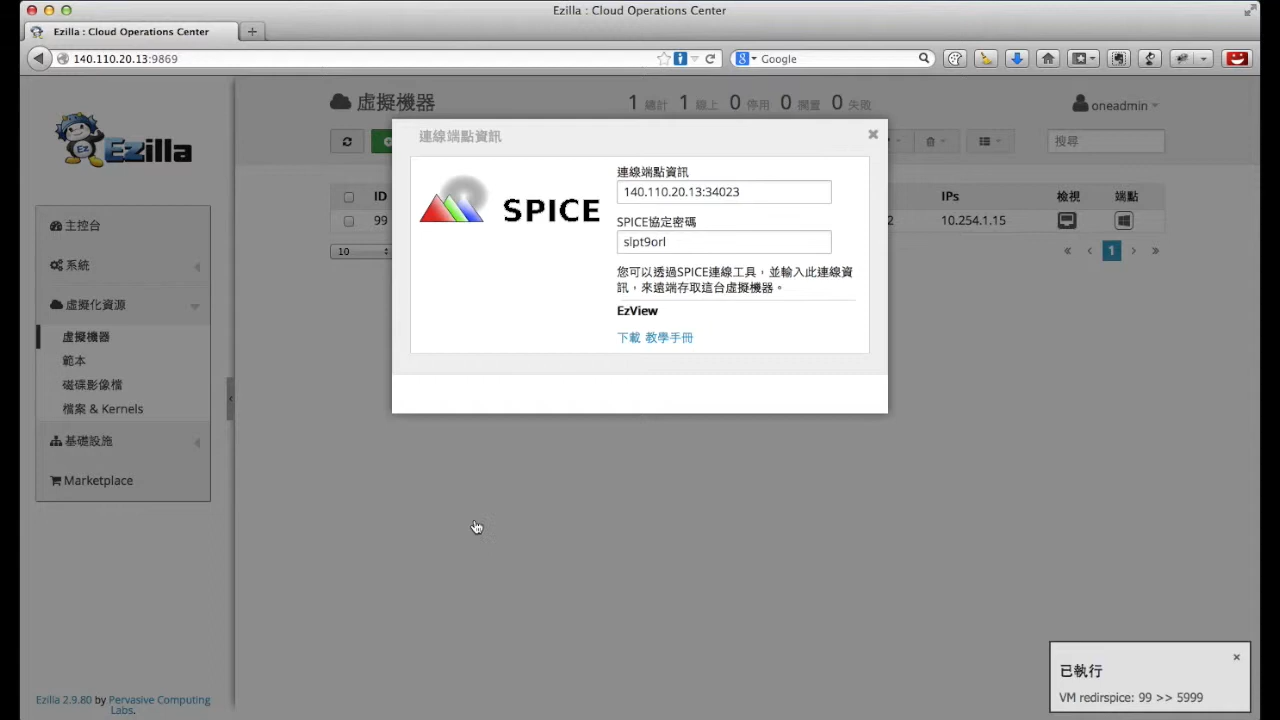 Ezilla : Cloud Operations Center
Ezilla : Cloud Operations Center
140.110.20.13:9869
Google
Ezilla
虛擬機器
1 總計 1 線上 0 停用 0 擱置 0 失敗
oneadmin
連線端點資訊
搜尋
連線端點資訊
140.110.20.13:34023
SPICE
SPICE協定密碼
slpt9orl
您可以透過SPICE連線工具，並輸入此連線資
訊，來遠端存取這台虛擬機器。
EzView
下載 教學手冊
ID IPs 檢視 端點
99 2 10.254.1.15
10
« ‹ 1 › »
主控台
系統
虛擬化資源
虛擬機器
範本
磁碟影像檔
檔案 & Kernels
基礎設施
Marketplace
已執行
VM redirspice: 99 >> 5999
Ezilla 2.9.80 by Pervasive Computing
Labs.